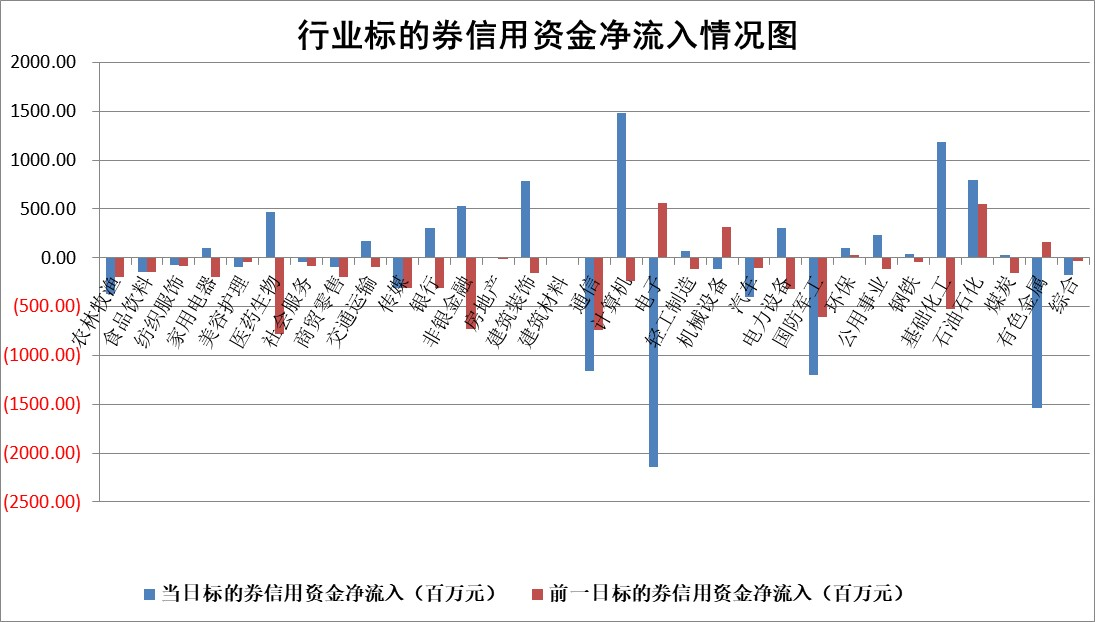 行业标的券信用资金净流入情况图
2000.00
1500.00
1000.00
500.00
0.00
(500.00)
(1000.00)
(1500.00)
(2000.00)
(2500.00)
农林牧渔
食品饮料
纺织服饰
家用电器
美容护理
医药生物
社会服务
商贸零售
交通运输
传媒
银行
非银金融
房地产
建筑装饰
建筑材料
通信
计算机
电子
轻工制造
机械设备
汽车
电力设备
国防军工
环保
公用事业
钢铁
基础化工
石油石化
煤炭
有色金属
综合
当日标的券信用资金净流入（百万元）
前一日标的券信用资金净流入（百万元）